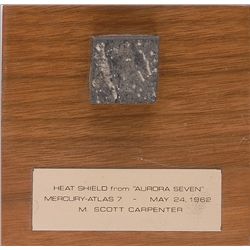 HEAT SHIELD from "AURORA SEVEN"
MERCURY-ATLAS 7 - MAY 24, 1962
M. SCOTT CARPENTER